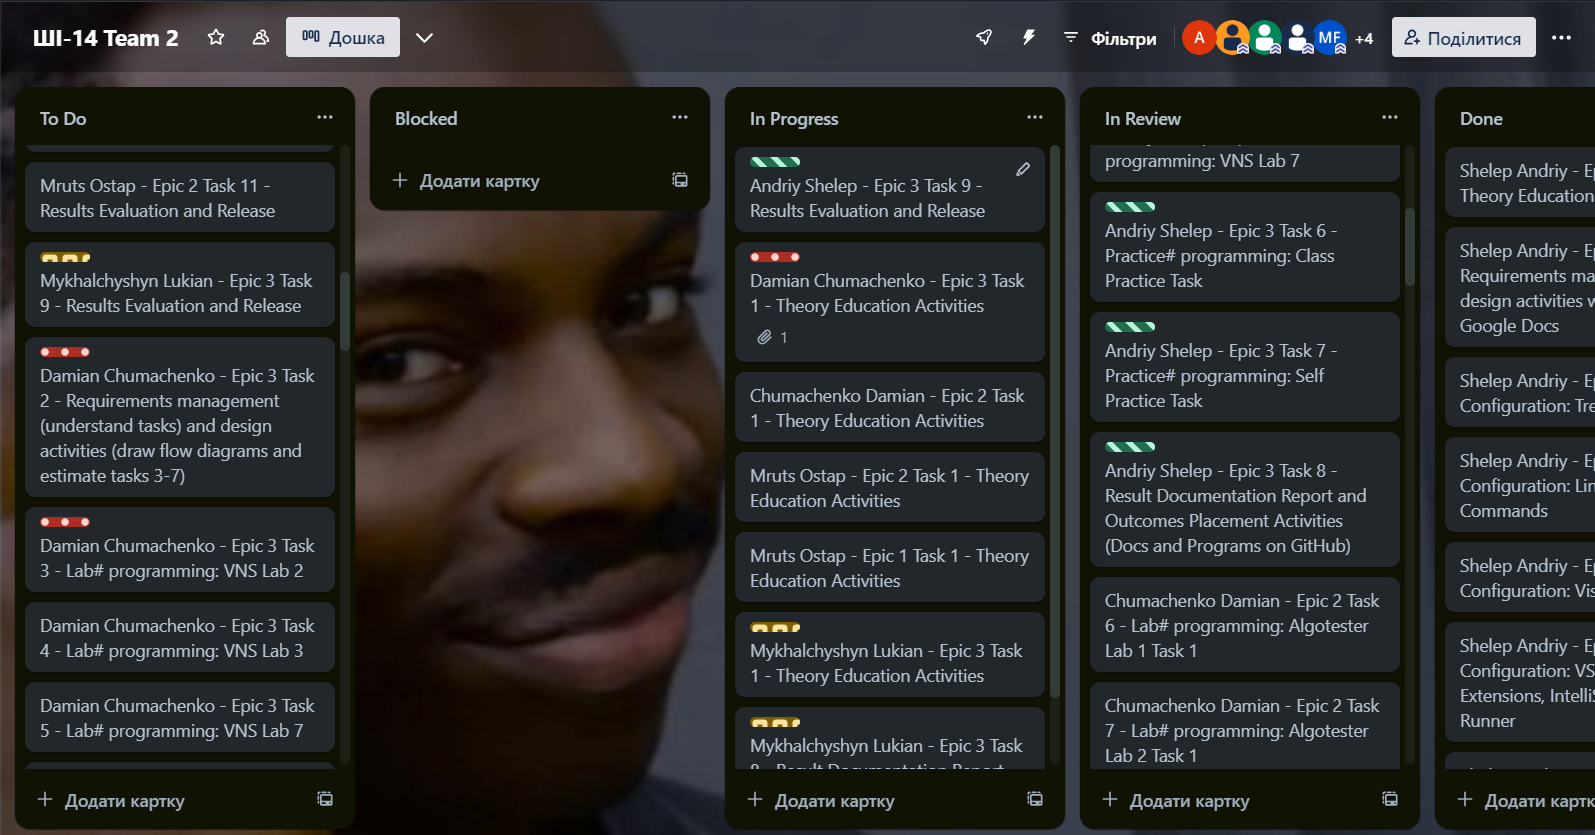 ШІ-14 Team 2
Дошка
Фільтри
A
MF
+4
Поділитися
To Do
Mruts Ostap - Epic 2 Task 11 -
Results Evaluation and Release
Mykhalchyshyn Lukian - Epic 3 Task
9 - Results Evaluation and Release
Damian Chumachenko - Epic 3 Task
2 - Requirements management
(understand tasks) and design
activities (draw flow diagrams and
estimate tasks 3-7)
Damian Chumachenko - Epic 3 Task
3 - Lab# programming: VNS Lab 2
Damian Chumachenko - Epic 3 Task
4 - Lab# programming: VNS Lab 3
Damian Chumachenko - Epic 3 Task
5 - Lab# programming: VNS Lab 7
Додати картку
Blocked
Додати картку
In Progress
Andriy Shelep - Epic 3 Task 9 -
Results Evaluation and Release
Damian Chumachenko - Epic 3 Task
1 - Theory Education Activities
1
Chumachenko Damian - Epic 2 Task
1 - Theory Education Activities
Mruts Ostap - Epic 2 Task 1 - Theory
Education Activities
Mruts Ostap - Epic 1 Task 1 - Theory
Education Activities
Mykhalchyshyn Lukian - Epic 3 Task
1 - Theory Education Activities
Mykhalchyshyn Lukian - Epic 3 Task
8 - Result Documentation Report
Додати картку
In Review
programming: VNS Lab 7
Andriy Shelep - Epic 3 Task 6 -
Practice# programming: Class
Practice Task
Andriy Shelep - Epic 3 Task 7 -
Practice# programming: Self
Practice Task
Andriy Shelep - Epic 3 Task 8 -
Result Documentation Report and
Outcomes Placement Activities
(Docs and Programs on GitHub)
Chumachenko Damian - Epic 2 Task
6 - Lab# programming: Algotester
Lab 1 Task 1
Chumachenko Damian - Epic 2 Task
7 - Lab# programming: Algotester
Lab 2 Task 1
Додати картку
Done
Shelep Andriy -
Theory Education
Shelep Andriy -
Requirements
design activities
Google Docs
Shelep Andriy -
Configuration:
Shelep Andriy -
Configuration:
Commands
Shelep Andriy -
Configuration:
Shelep Andriy -
Configuration: VS
Extensions,
Runner
Додати